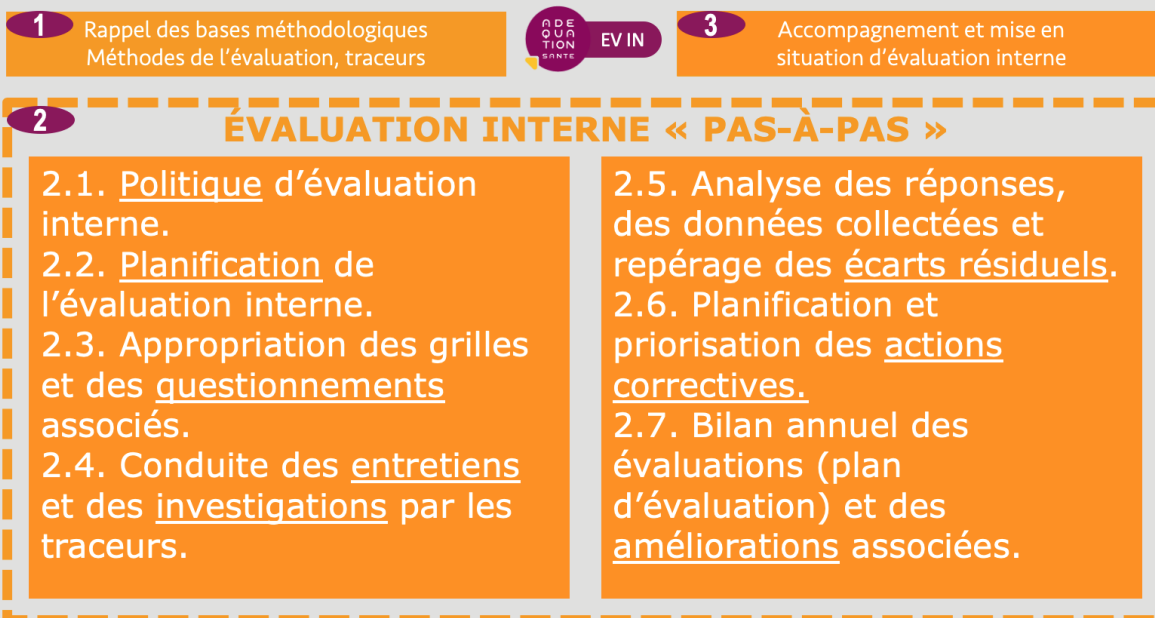 1
Rappel des bases méthodologiques
Méthodes de l’évaluation, traceurs
ADE
QUA
TION
SANTE
EV IN
3
Accompagnement et mise en
situation d’évaluation interne
2
ÉVALUATION INTERNE « PAS-À-PAS »
2.1. Politique d’évaluation
interne.
2.2. Planification de
l’évaluation interne.
2.3. Appropriation des grilles
et des questionnements
associés.
2.4. Conduite des entretiens
et des investigations par les
traceurs.
2.5. Analyse des réponses,
des données collectées et
repérage des écarts résiduels.
2.6. Planification et
priorisation des actions
correctives.
2.7. Bilan annuel des
évaluations (plan
d’évaluation) et des
améliorations associées.